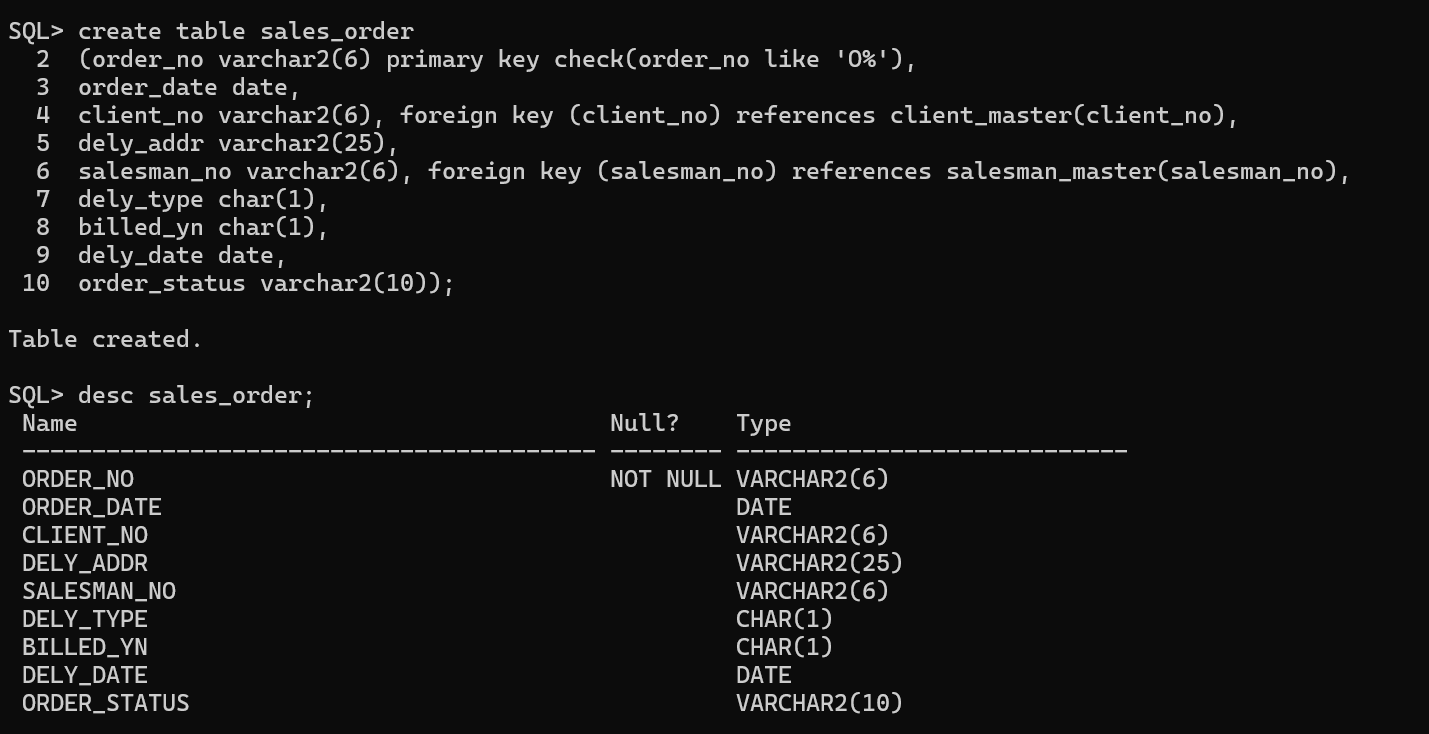 SQL> create table sales_order
  2  (order_no varchar2(6) primary key check(order_no like 'O%'),
  3  order_date date,
  4  client_no varchar2(6), foreign key (client_no) references client_master(client_no),
  5  dely_addr varchar2(25),
  6  salesman_no varchar2(6), foreign key (salesman_no) references salesman_master(salesman_no),
  7  dely_type char(1),
  8  billed_yn char(1),
  9  dely_date date,
 10  order_status varchar2(10));
Table created.
SQL> desc sales_order;
 Name                                      Null?    Type
 ----------------------------------------- -------- ----------------------------
 ORDER_NO                                  NOT NULL VARCHAR2(6)
 ORDER_DATE                                         DATE
 CLIENT_NO                                          VARCHAR2(6)
 DELY_ADDR                                          VARCHAR2(25)
 SALESMAN_NO                                        VARCHAR2(6)
 DELY_TYPE                                          CHAR(1)
 BILLED_YN                                          CHAR(1)
 DELY_DATE                                          DATE
 ORDER_STATUS                                       VARCHAR2(10)